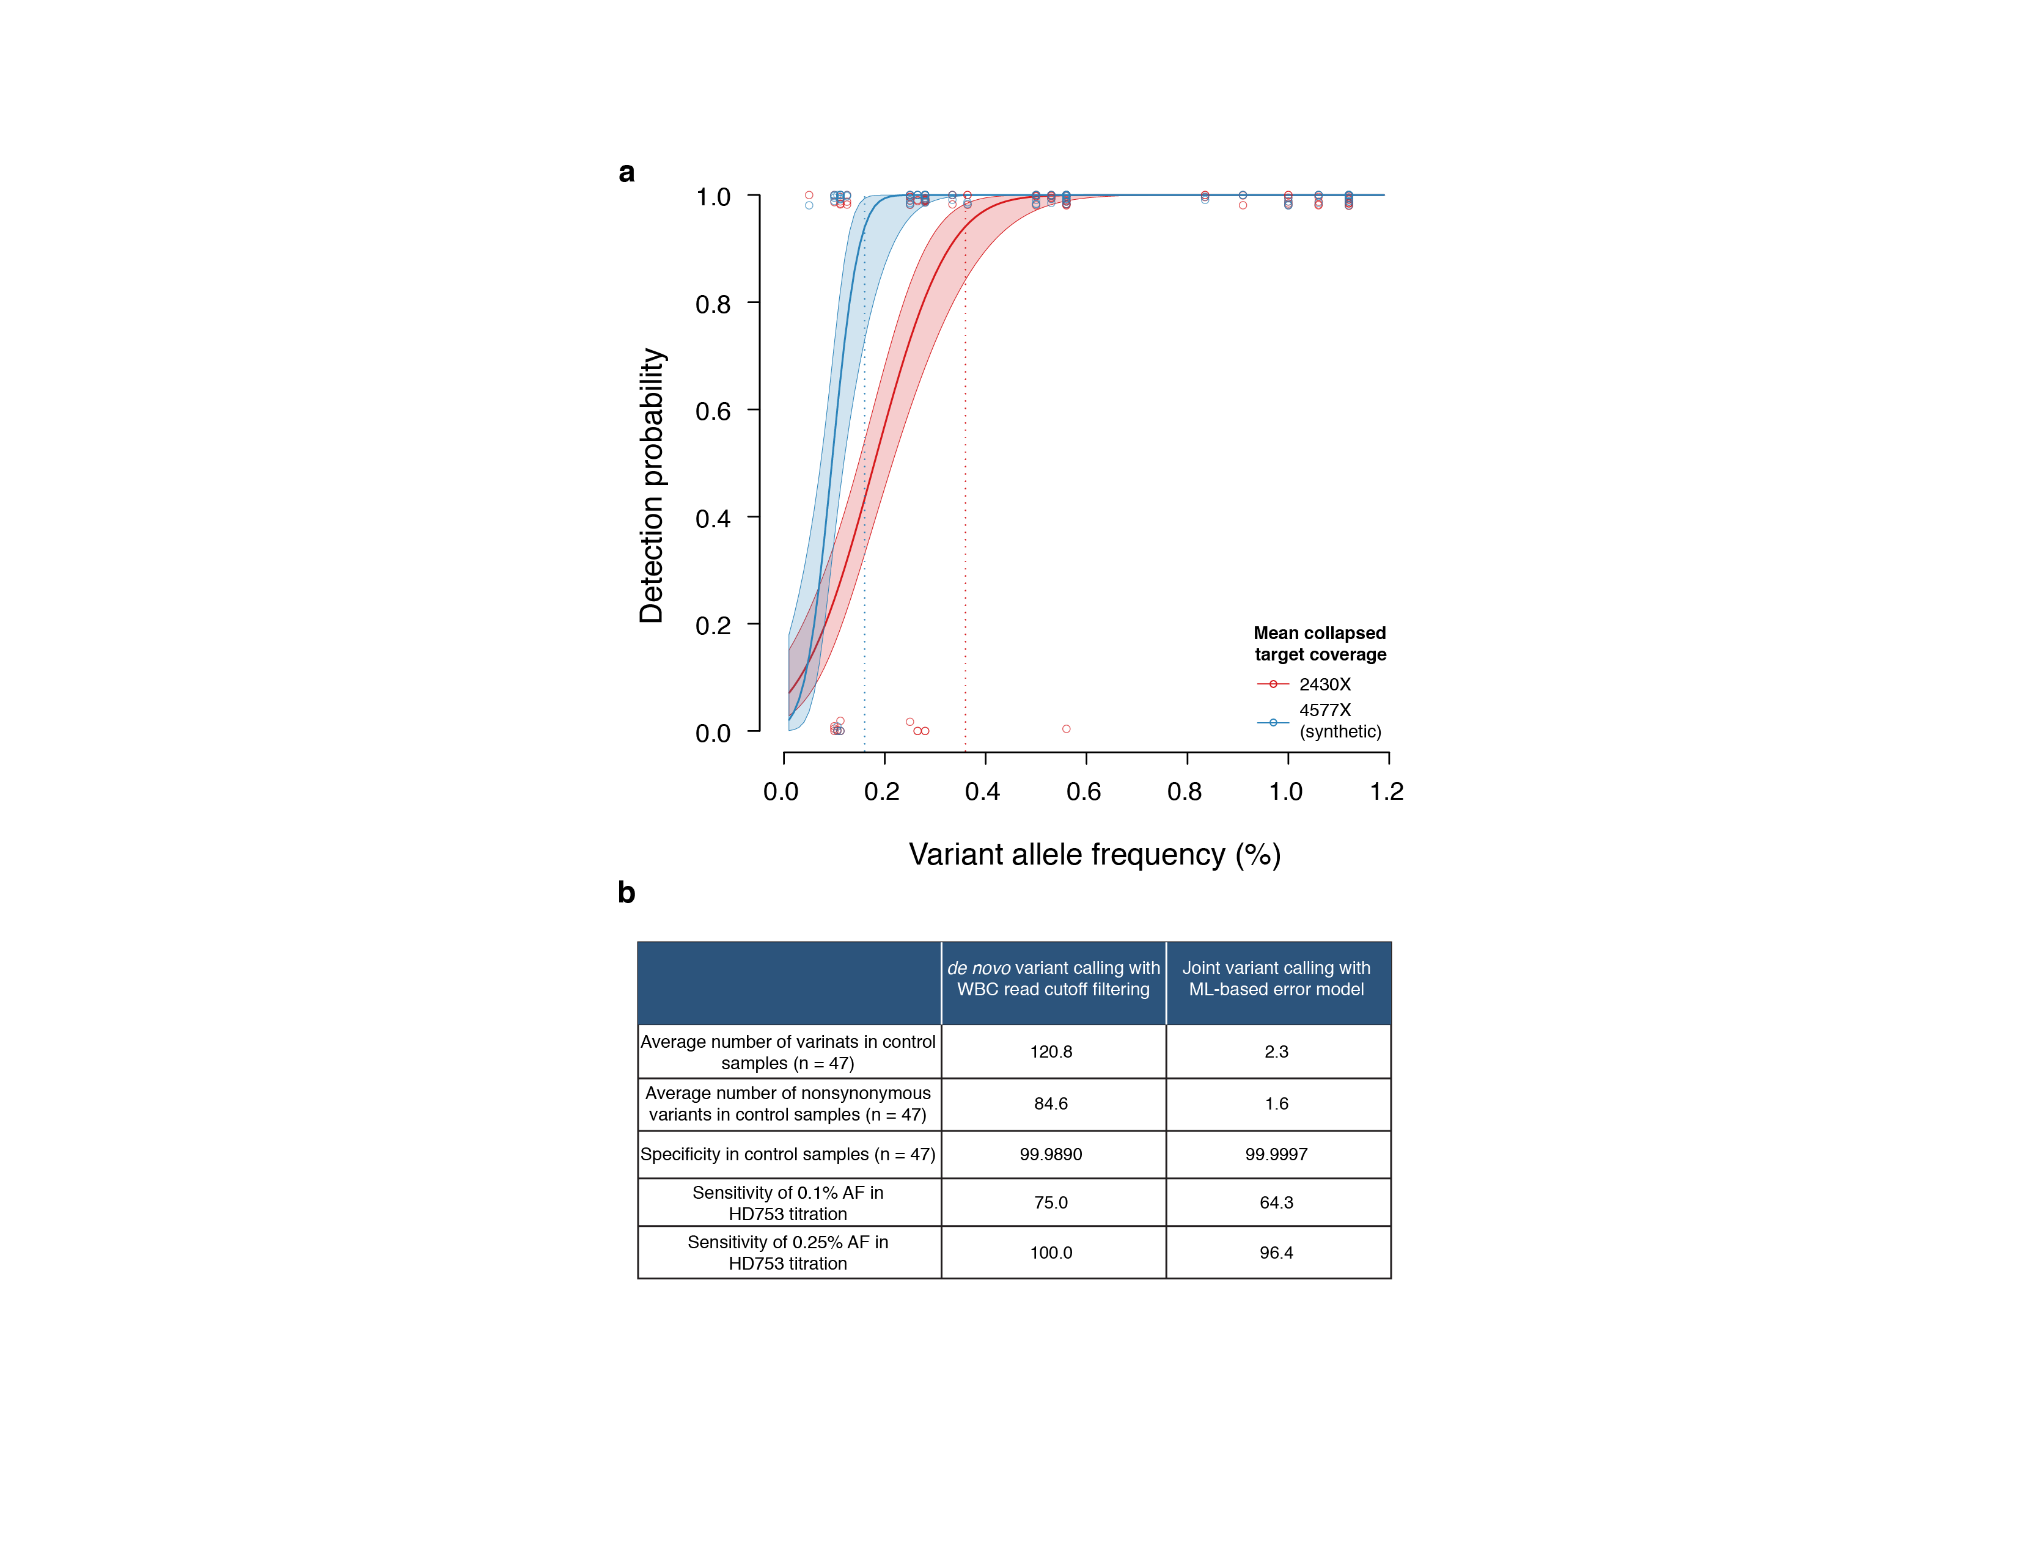 a
1.0
0.8
0.6
0.4
0.2
0.0
Detection probability
Mean collapsed
target coverage
2430X
4577X
(synthetic)
0.0 0.2 0.4 0.6 0.8 1.0 1.2
Variant allele frequency (%)
b
de novo variant calling with
WBC read cutoff filtering
Joint variant calling with
ML-based error model
Average number of varinats in control
samples (n = 47)
120.8
2.3
Average number of nonsynonymous
variants in control samples (n = 47)
84.6
1.6
Specificity in control samples (n = 47)
99.9890
99.9997
Sensitivity of 0.1% AF in
HD753 titration
75.0
64.3
Sensitivity of 0.25% AF in
HD753 titration
100.0
96.4